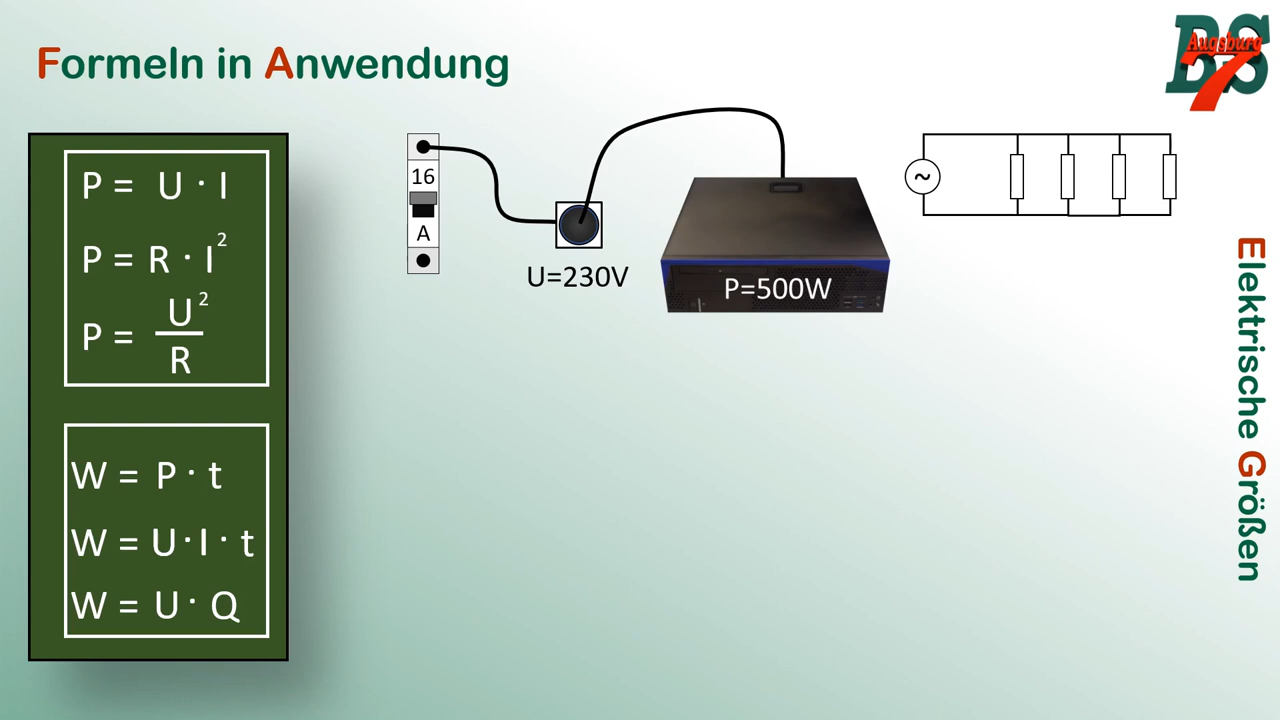 Formeln in Anwendung
BS
Augsburg
7
P = U · I
P = R · I²
P = U²
R
W = P · t
W = U · I · t
W = U · Q
16
A
U=230V
P=500W
~
Elektrische Größen